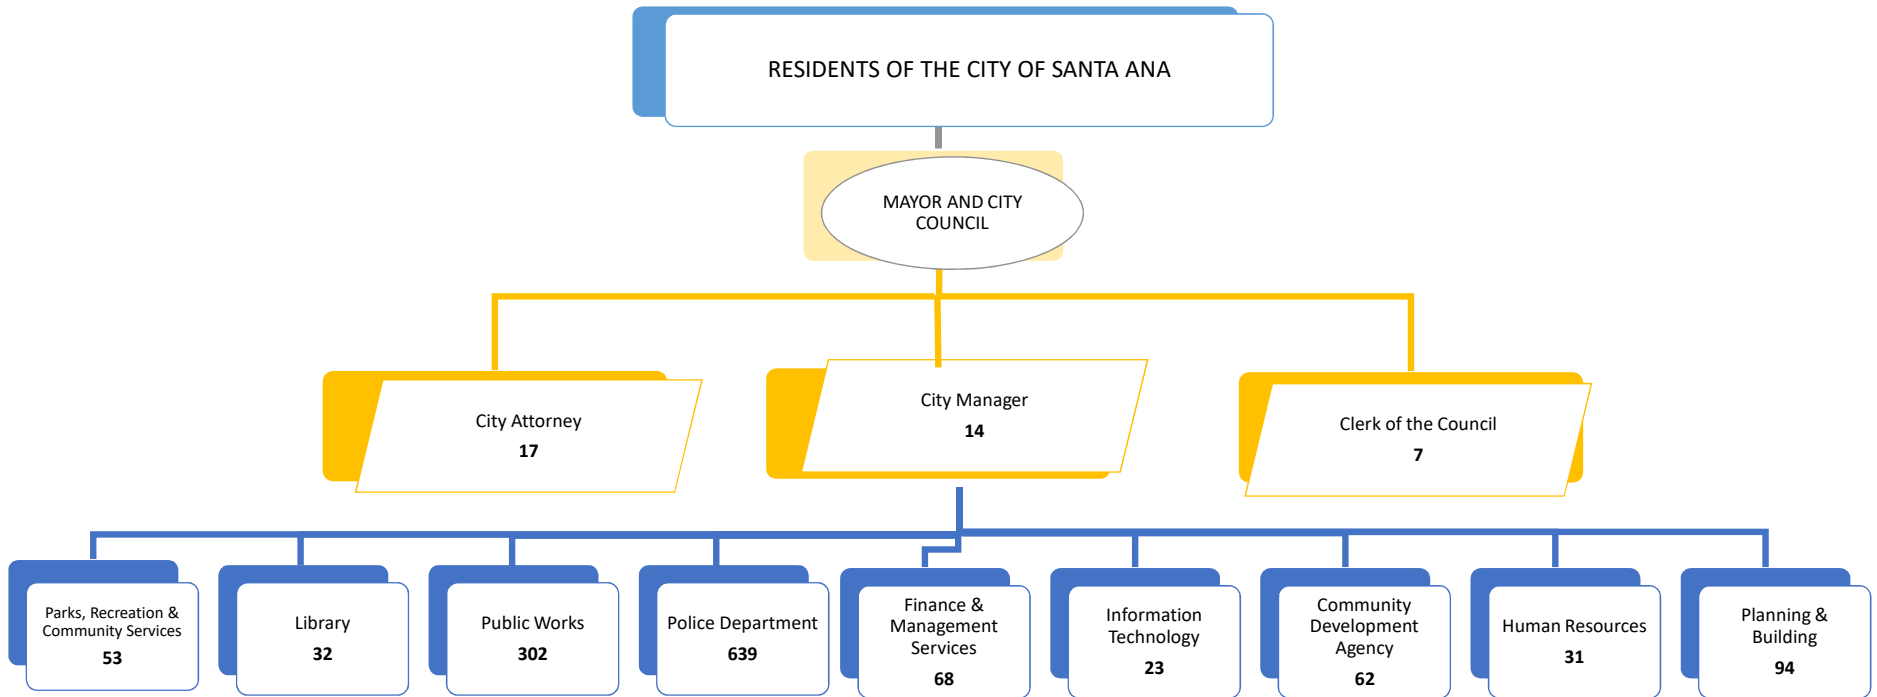 RESIDENTS OF THE CITY OF SANTA ANA
MAYOR AND CITY
COUNCIL
City Attorney
17
City Manager
14
Clerk of the Council
7
Parks, Recreation &
Community Services
53
Library
32
Public Works
302
Police Department
639
Finance &
Management
Services
68
Information
Technology
23
Community
Development
Agency
62
Human Resources
31
Planning &
Building
94